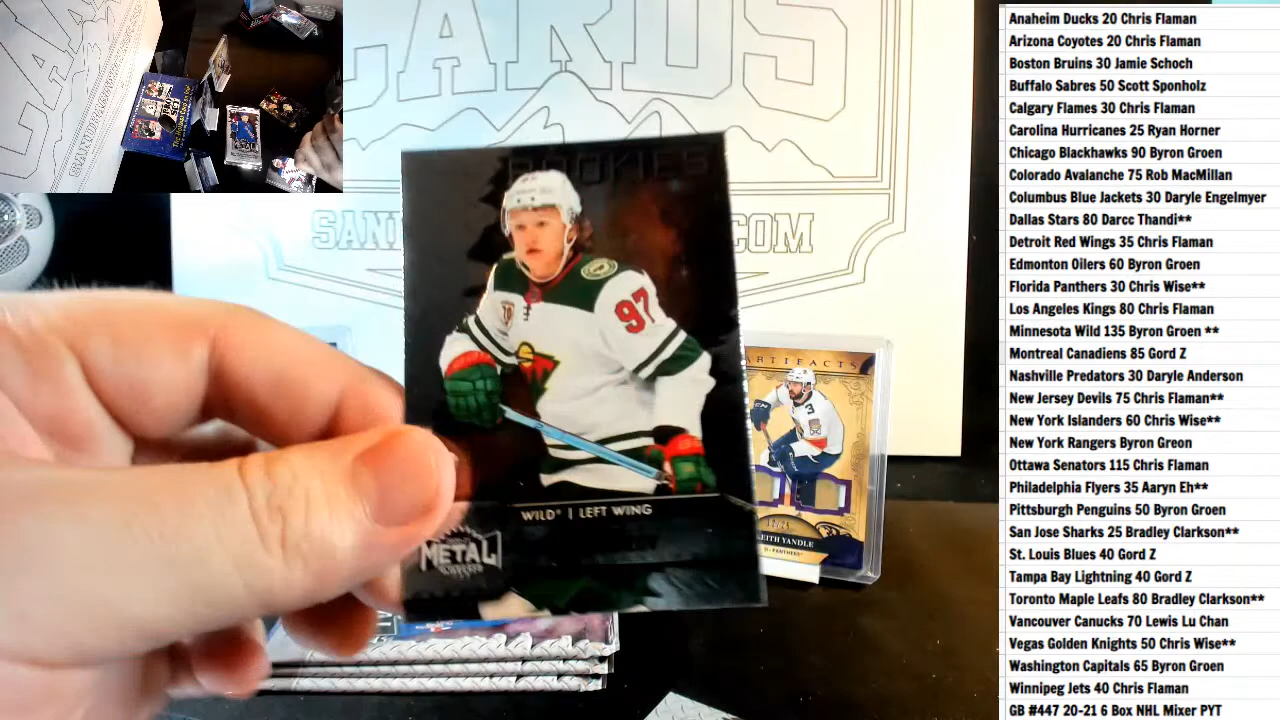 CARDS
SAN
COM
ROOKIES
97
WILD | LEFT WING
METAL
UNIVERSE
ARTIFACTS
3
KEITH YANDLE
D - PANTHERS
Anaheim Ducks 20 Chris Flaman
Arizona Coyotes 20 Chris Flaman
Boston Bruins 30 Jamie Schoch
Buffalo Sabres 50 Scott Sponholz
Calgary Flames 30 Chris Flaman
Carolina Hurricanes 25 Ryan Horner
Chicago Blackhawks 90 Byron Groen
Colorado Avalanche 75 Rob MacMillan
Columbus Blue Jackets 30 Daryle Engelmyer
Dallas Stars 80 Darcc Thandi**
Detroit Red Wings 35 Chris Flaman
Edmonton Oilers 60 Byron Groen
Florida Panthers 30 Chris Wise**
Los Angeles Kings 80 Chris Flaman
Minnesota Wild 135 Byron Groen **
Montreal Canadiens 85 Gord Z
Nashville Predators 30 Daryle Anderson
New Jersey Devils 75 Chris Flaman**
New York Islanders 60 Chris Wise**
New York Rangers Byron Greon
Ottawa Senators 115 Chris Flaman
Philadelphia Flyers 35 Aaryn Eh**
Pittsburgh Penguins 50 Byron Groen
San Jose Sharks 25 Bradley Clarkson**
St. Louis Blues 40 Gord Z
Tampa Bay Lightning 40 Gord Z
Toronto Maple Leafs 80 Bradley Clarkson**
Vancouver Canucks 70 Lewis Lu Chan
Vegas Golden Knights 50 Chris Wise**
Washington Capitals 65 Byron Groen
Winnipeg Jets 40 Chris Flaman
GB #447 20-21 6 Box NHL Mixer PYT